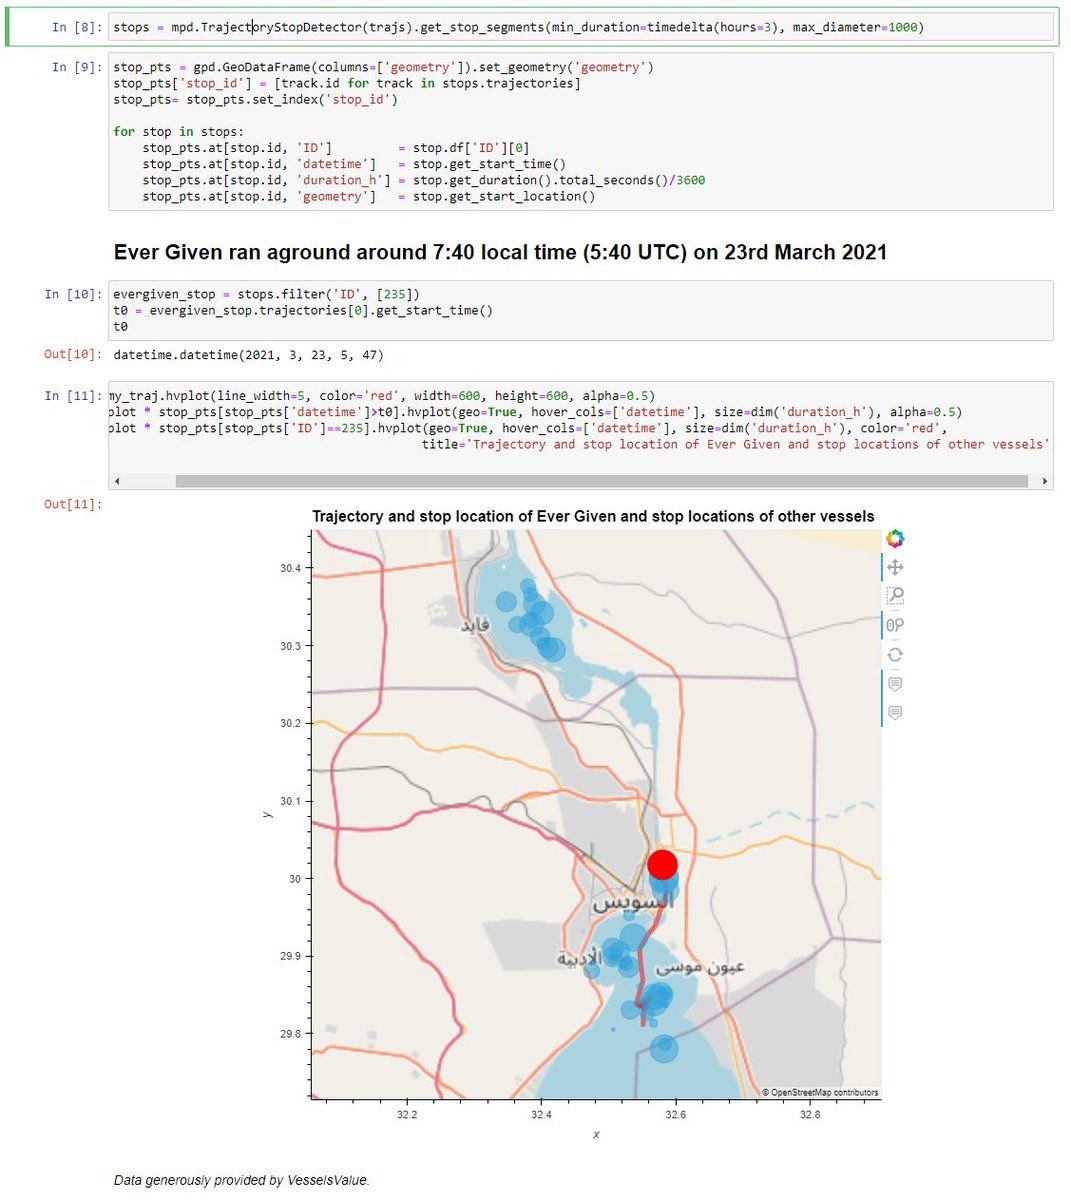 In [8]: stops = mpd.TrajectoryStopDetector(trajs).get_stop_segments(min_duration=timedelta(hours=3), max_diameter=1000)
In [9]: stop_pts = gpd.GeoDataFrame(columns=['geometry']).set_geometry('geometry')
stop_pts['stop_id'] = [track.id for track in stops.trajectories]
stop_pts= stop_pts.set_index('stop_id')
for stop in stops:
    stop_pts.at[stop.id, 'ID']         = stop.df['ID'][0]
    stop_pts.at[stop.id, 'datetime']   = stop.get_start_time()
    stop_pts.at[stop.id, 'duration_h'] = stop.get_duration().total_seconds()/3600
    stop_pts.at[stop.id, 'geometry']   = stop.get_start_location()
Ever Given ran aground around 7:40 local time (5:40 UTC) on 23rd March 2021
In [10]: evergiven_stop = stops.filter('ID', [235])
t0 = evergiven_stop.trajectories[0].get_start_time()
t0
Out[10]: datetime.datetime(2021, 3, 23, 5, 47)
In [11]: my_traj.hvplot(line_width=5, color='red', width=600, height=600, alpha=0.5)
plot * stop_pts[stop_pts['datetime']>t0].hvplot(geo=True, hover_cols=['datetime'], size=dim('duration_h'), alpha=0.5)
plot * stop_pts[stop_pts['ID']==235].hvplot(geo=True, hover_cols=['datetime'], size=dim('duration_h'), color='red',
title='Trajectory and stop location of Ever Given and stop locations of other vessels'
Out[11]:
Trajectory and stop location of Ever Given and stop locations of other vessels
30.4
فايد
30.3
30.2
30.1
y
30
السويس
29.9
الأدبية
عيون موسى
29.8
© OpenStreetMap contributors
32.2 32.4 32.6 32.8
x
Data generously provided by VesselsValue.